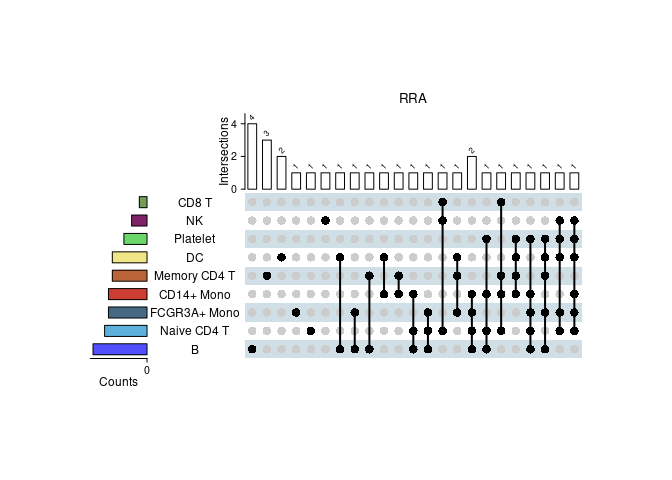 RRA
Intersections
4
2
0
4 3 2 1 1 1 1 1 1 1 1 1 1 1 1 2 1 1 1 1 1 1 1
CD8 T
NK
Platelet
DC
Memory CD4 T
CD14+ Mono
FCGR3A+ Mono
Naive CD4 T
B
0
Counts